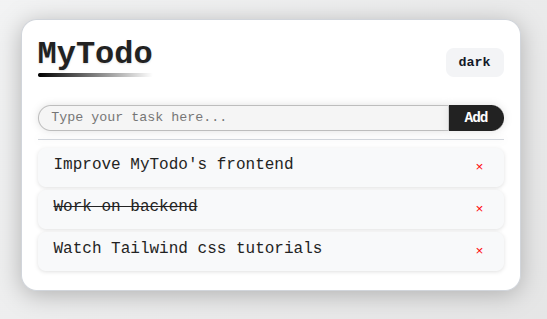 MyTodo
dark
Type your task here...
Add
Improve MyTodo's frontend
×
Work on backend
×
Watch Tailwind css tutorials
×